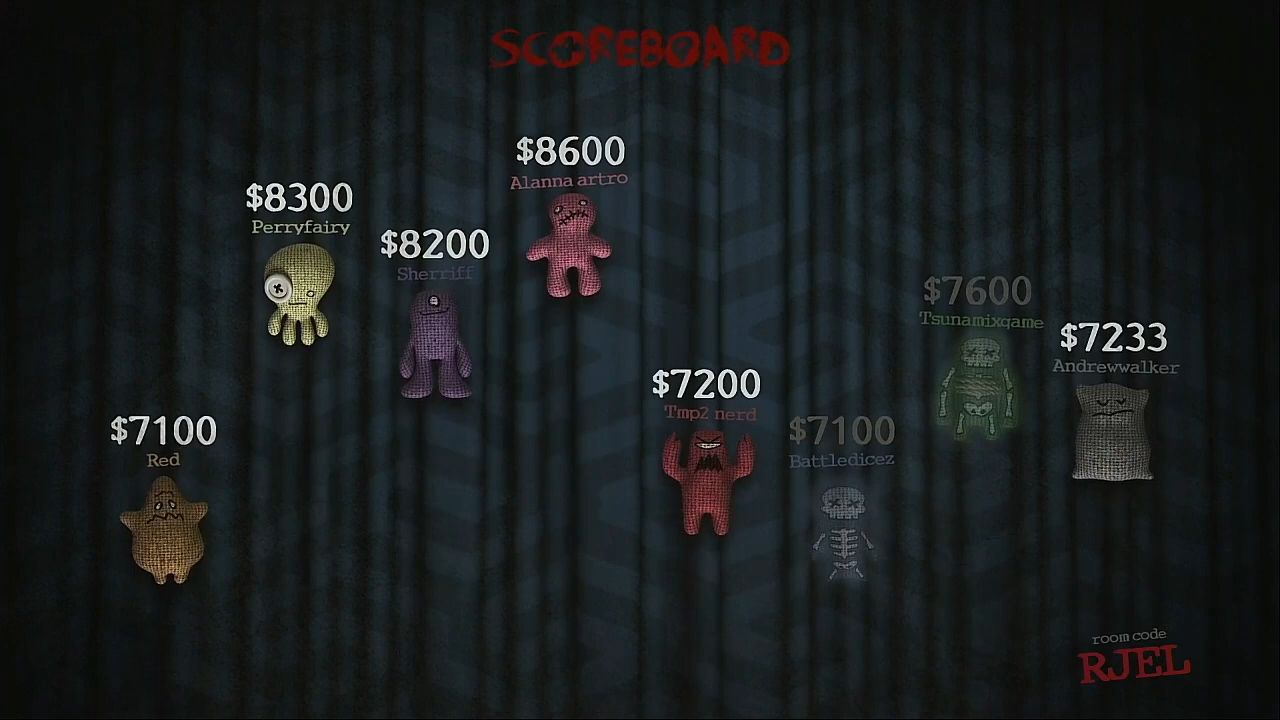 SCOREBOARD
$8600
Alanna artro
$8300
Perryfairy
$8200
Sherriff
$7600
Tsunamixgame
$7233
Andrewwalker
$7200
Tmp2 nerd
$7100
Red
$7100
Battledicez
room code
RJEL